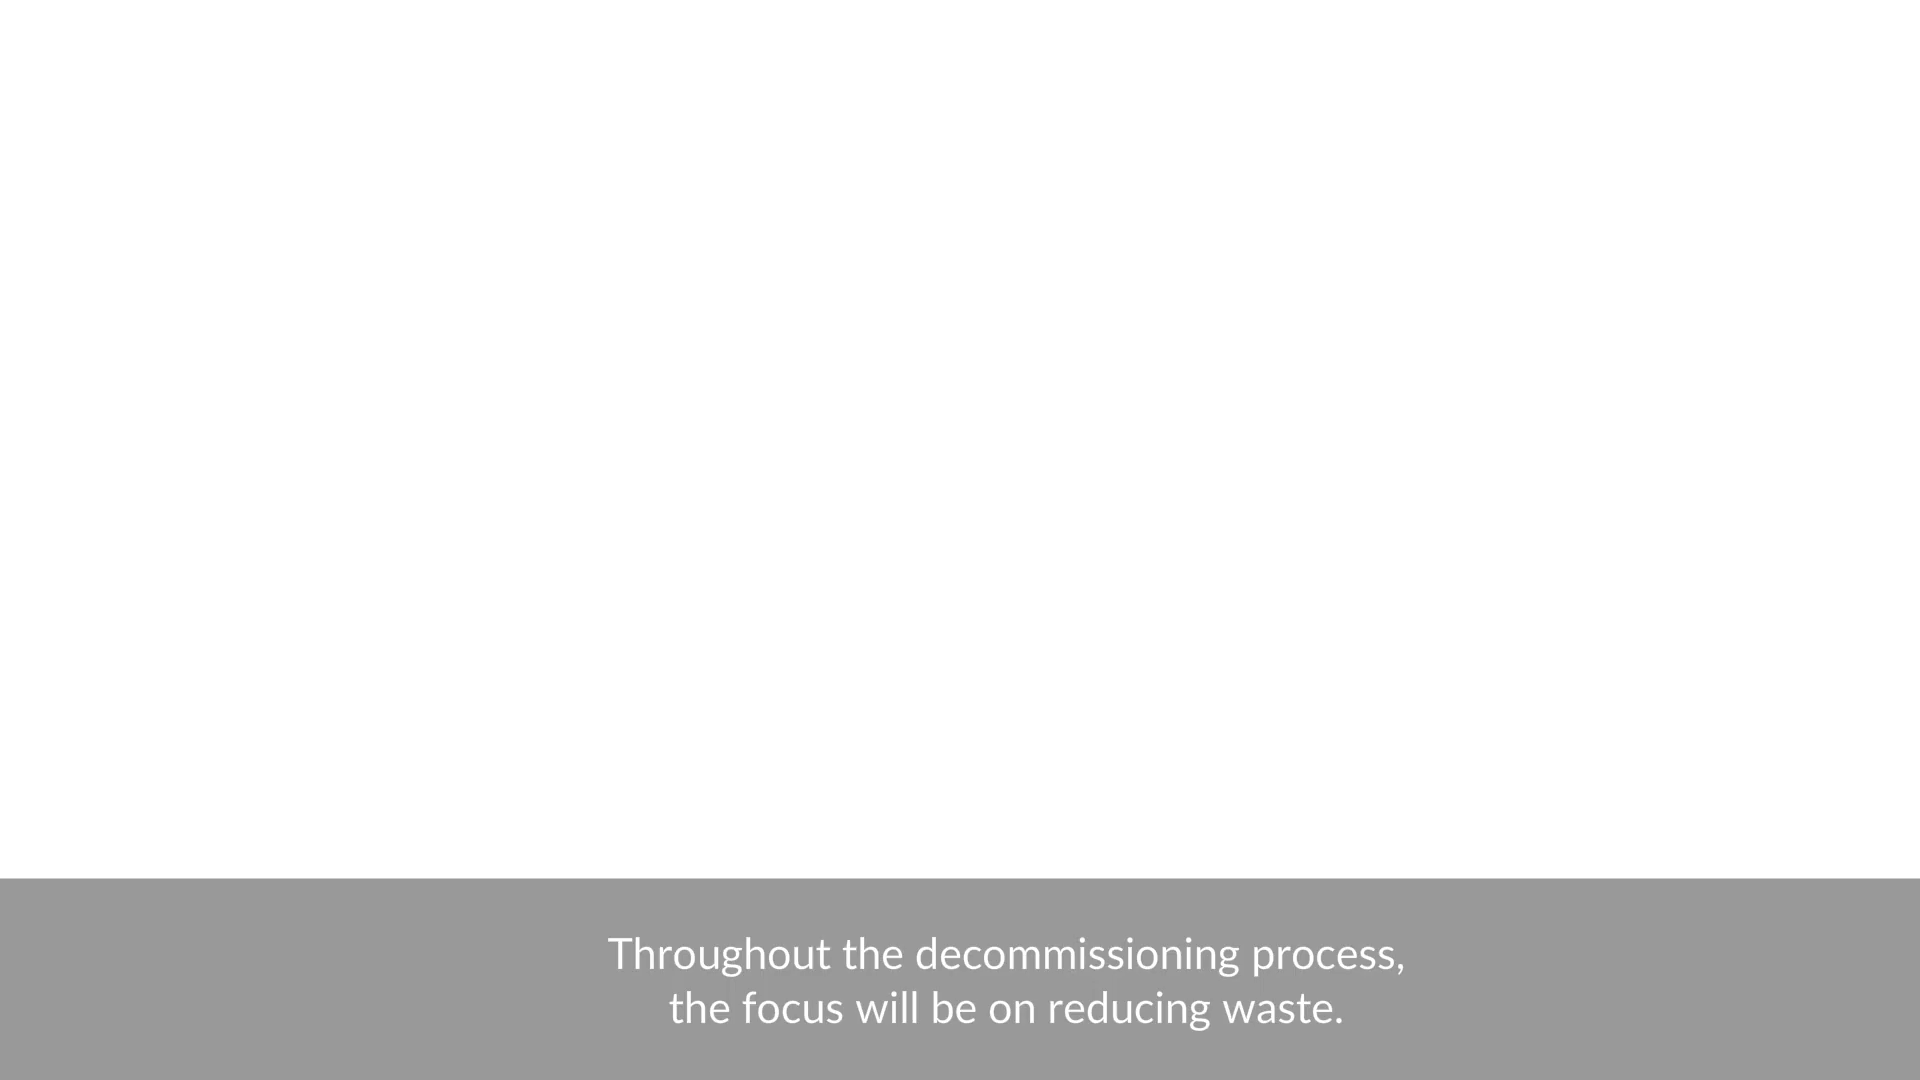 Throughout the decommissioning process,
the focus will be on reducing waste.